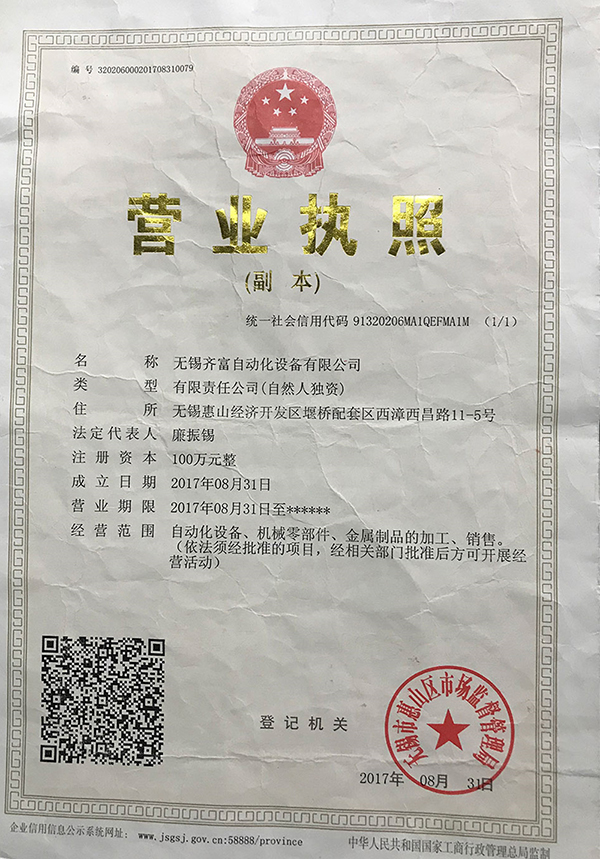 编 号 320206000201708310079
营业执照
(副 本)
统一社会信用代码 91320206MA1QEFMA1M (1/1)
名 称 无锡齐富自动化设备有限公司
类 型 有限责任公司(自然人独资)
住 所 无锡惠山经济开发区堰桥配套区西漳西昌路11-5号
法定代表人 廉振锡
注册资本 100万元整
成立日期 2017年08月31日
营业期限 2017年08月31日至******
经营范围 自动化设备、机械零部件、金属制品的加工、销售。
(依法须经批准的项目,经相关部门批准后方可开展经
营活动)
登记机关
无锡市惠山区市场监督管理局
2017年 08月 31日
企业信用信息公示系统网址: www.jsgsj.gov.cn:58888/province
中华人民共和国国家工商行政管理总局监制